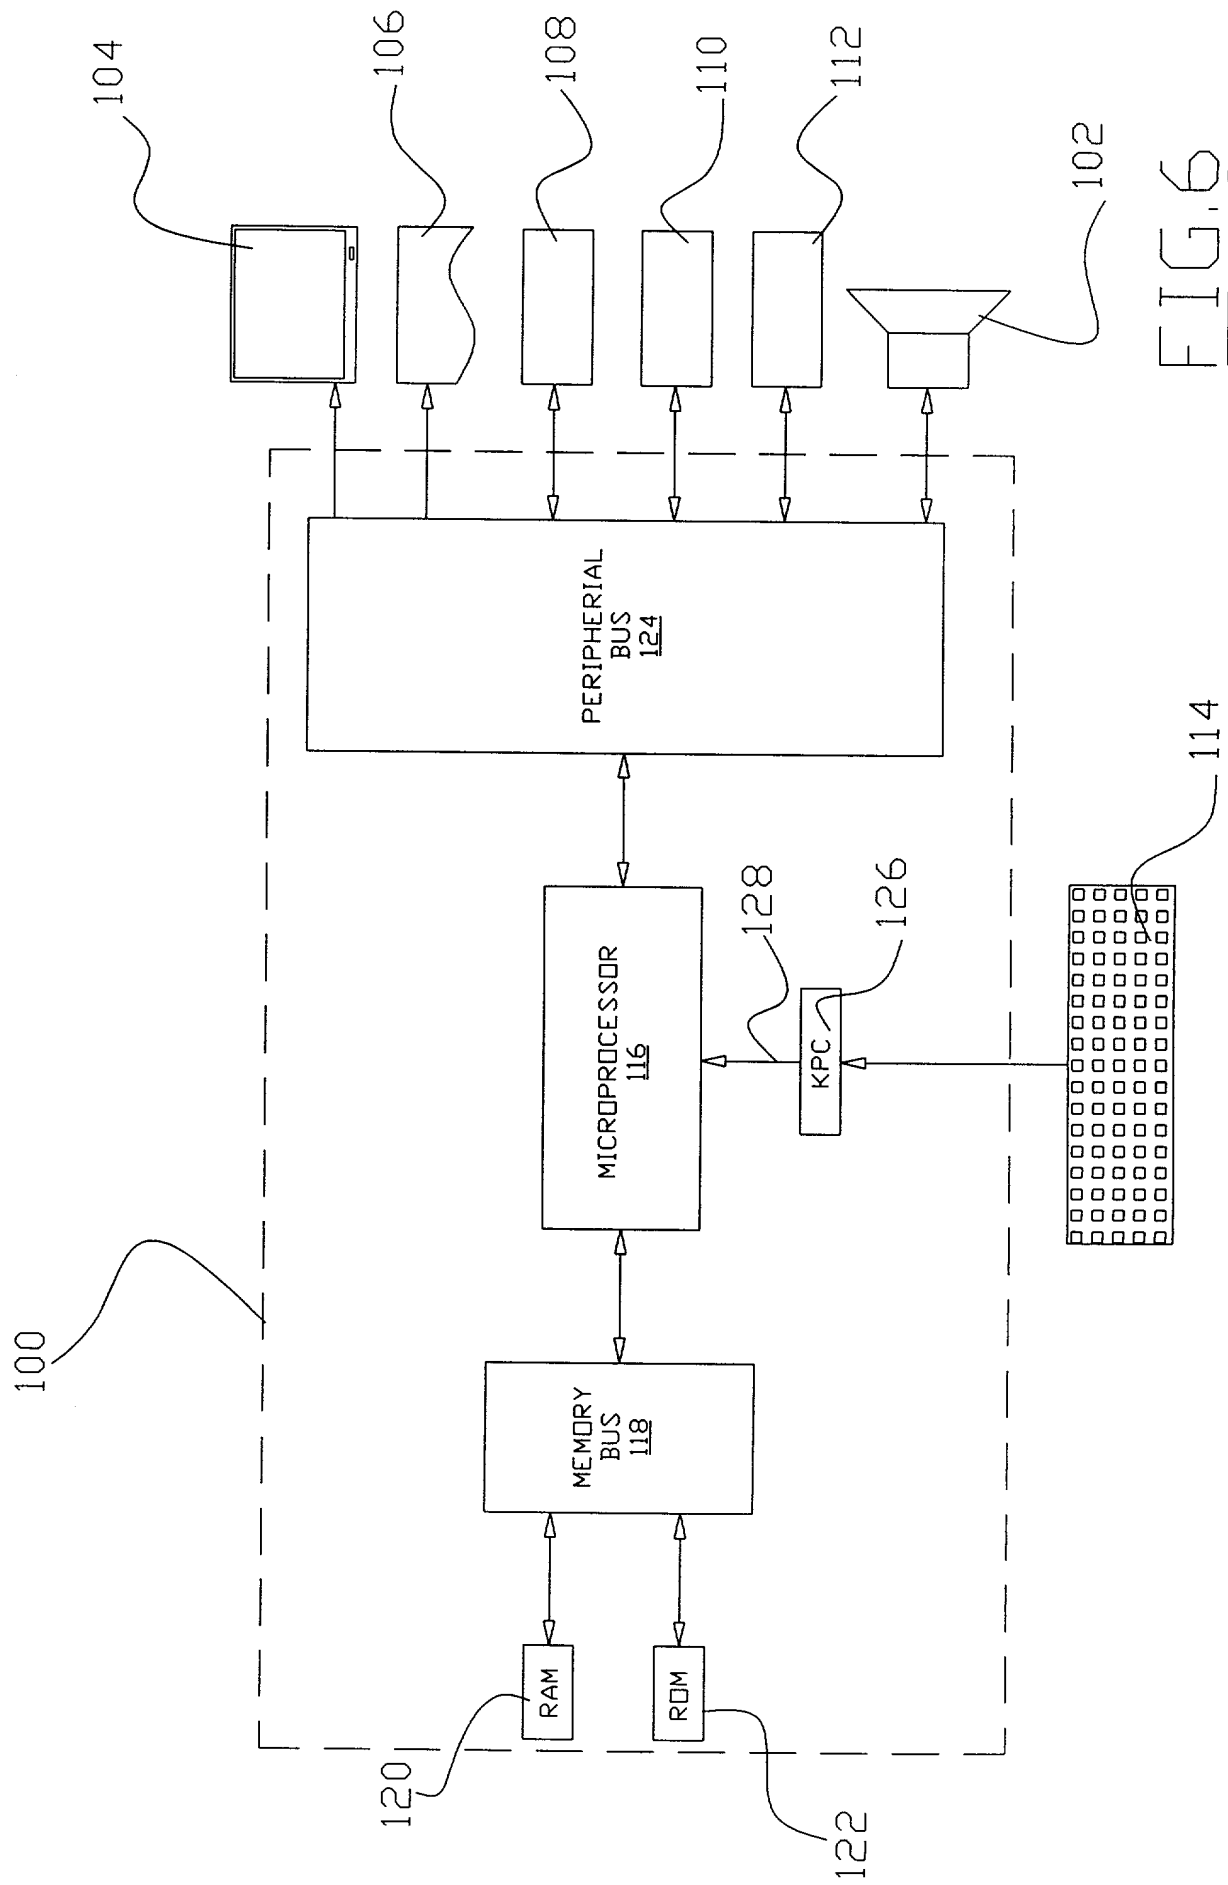 100
104
120
106
RAM
108
MEMORY
BUS
118
MICROPROCESSOR
116
PERIPHERIAL
BUS
124
ROM
110
128
122
KPC
126
112
102
114
FIG.6